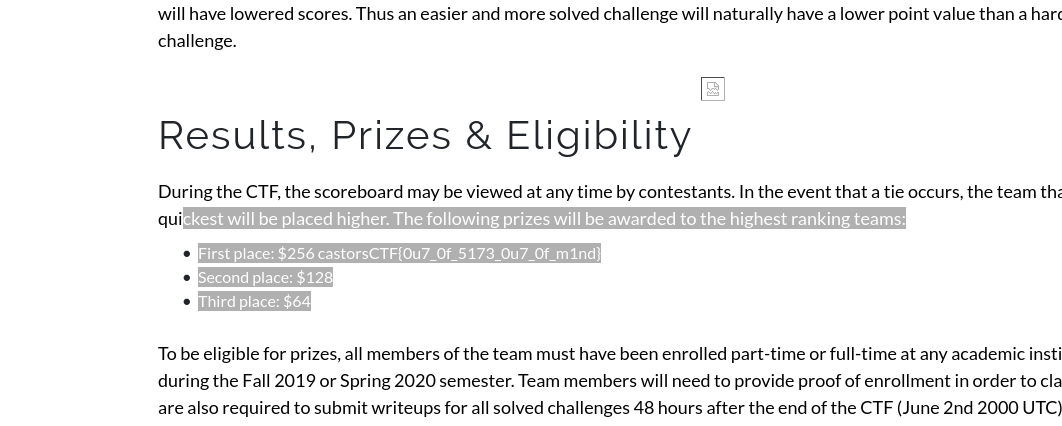 will have lowered scores. Thus an easier and more solved challenge will naturally have a lower point value than a
challenge.
Results, Prizes & Eligibility
During the CTF, the scoreboard may be viewed at any time by contestants. In the event that a tie occurs, the team
quickest will be placed higher. The following prizes will be awarded to the highest ranking teams:
• First place: $256 castorsCTF{0u7_0f_5173_0u7_0f_m1nd}
• Second place: $128
• Third place: $64
To be eligible for prizes, all members of the team must have been enrolled part-time or full-time at any academic
during the Fall 2019 or Spring 2020 semester. Team members will need to provide proof of enrollment in order to
are also required to submit writeups for all solved challenges 48 hours after the end of the CTF (June 2nd 2000 UTC)